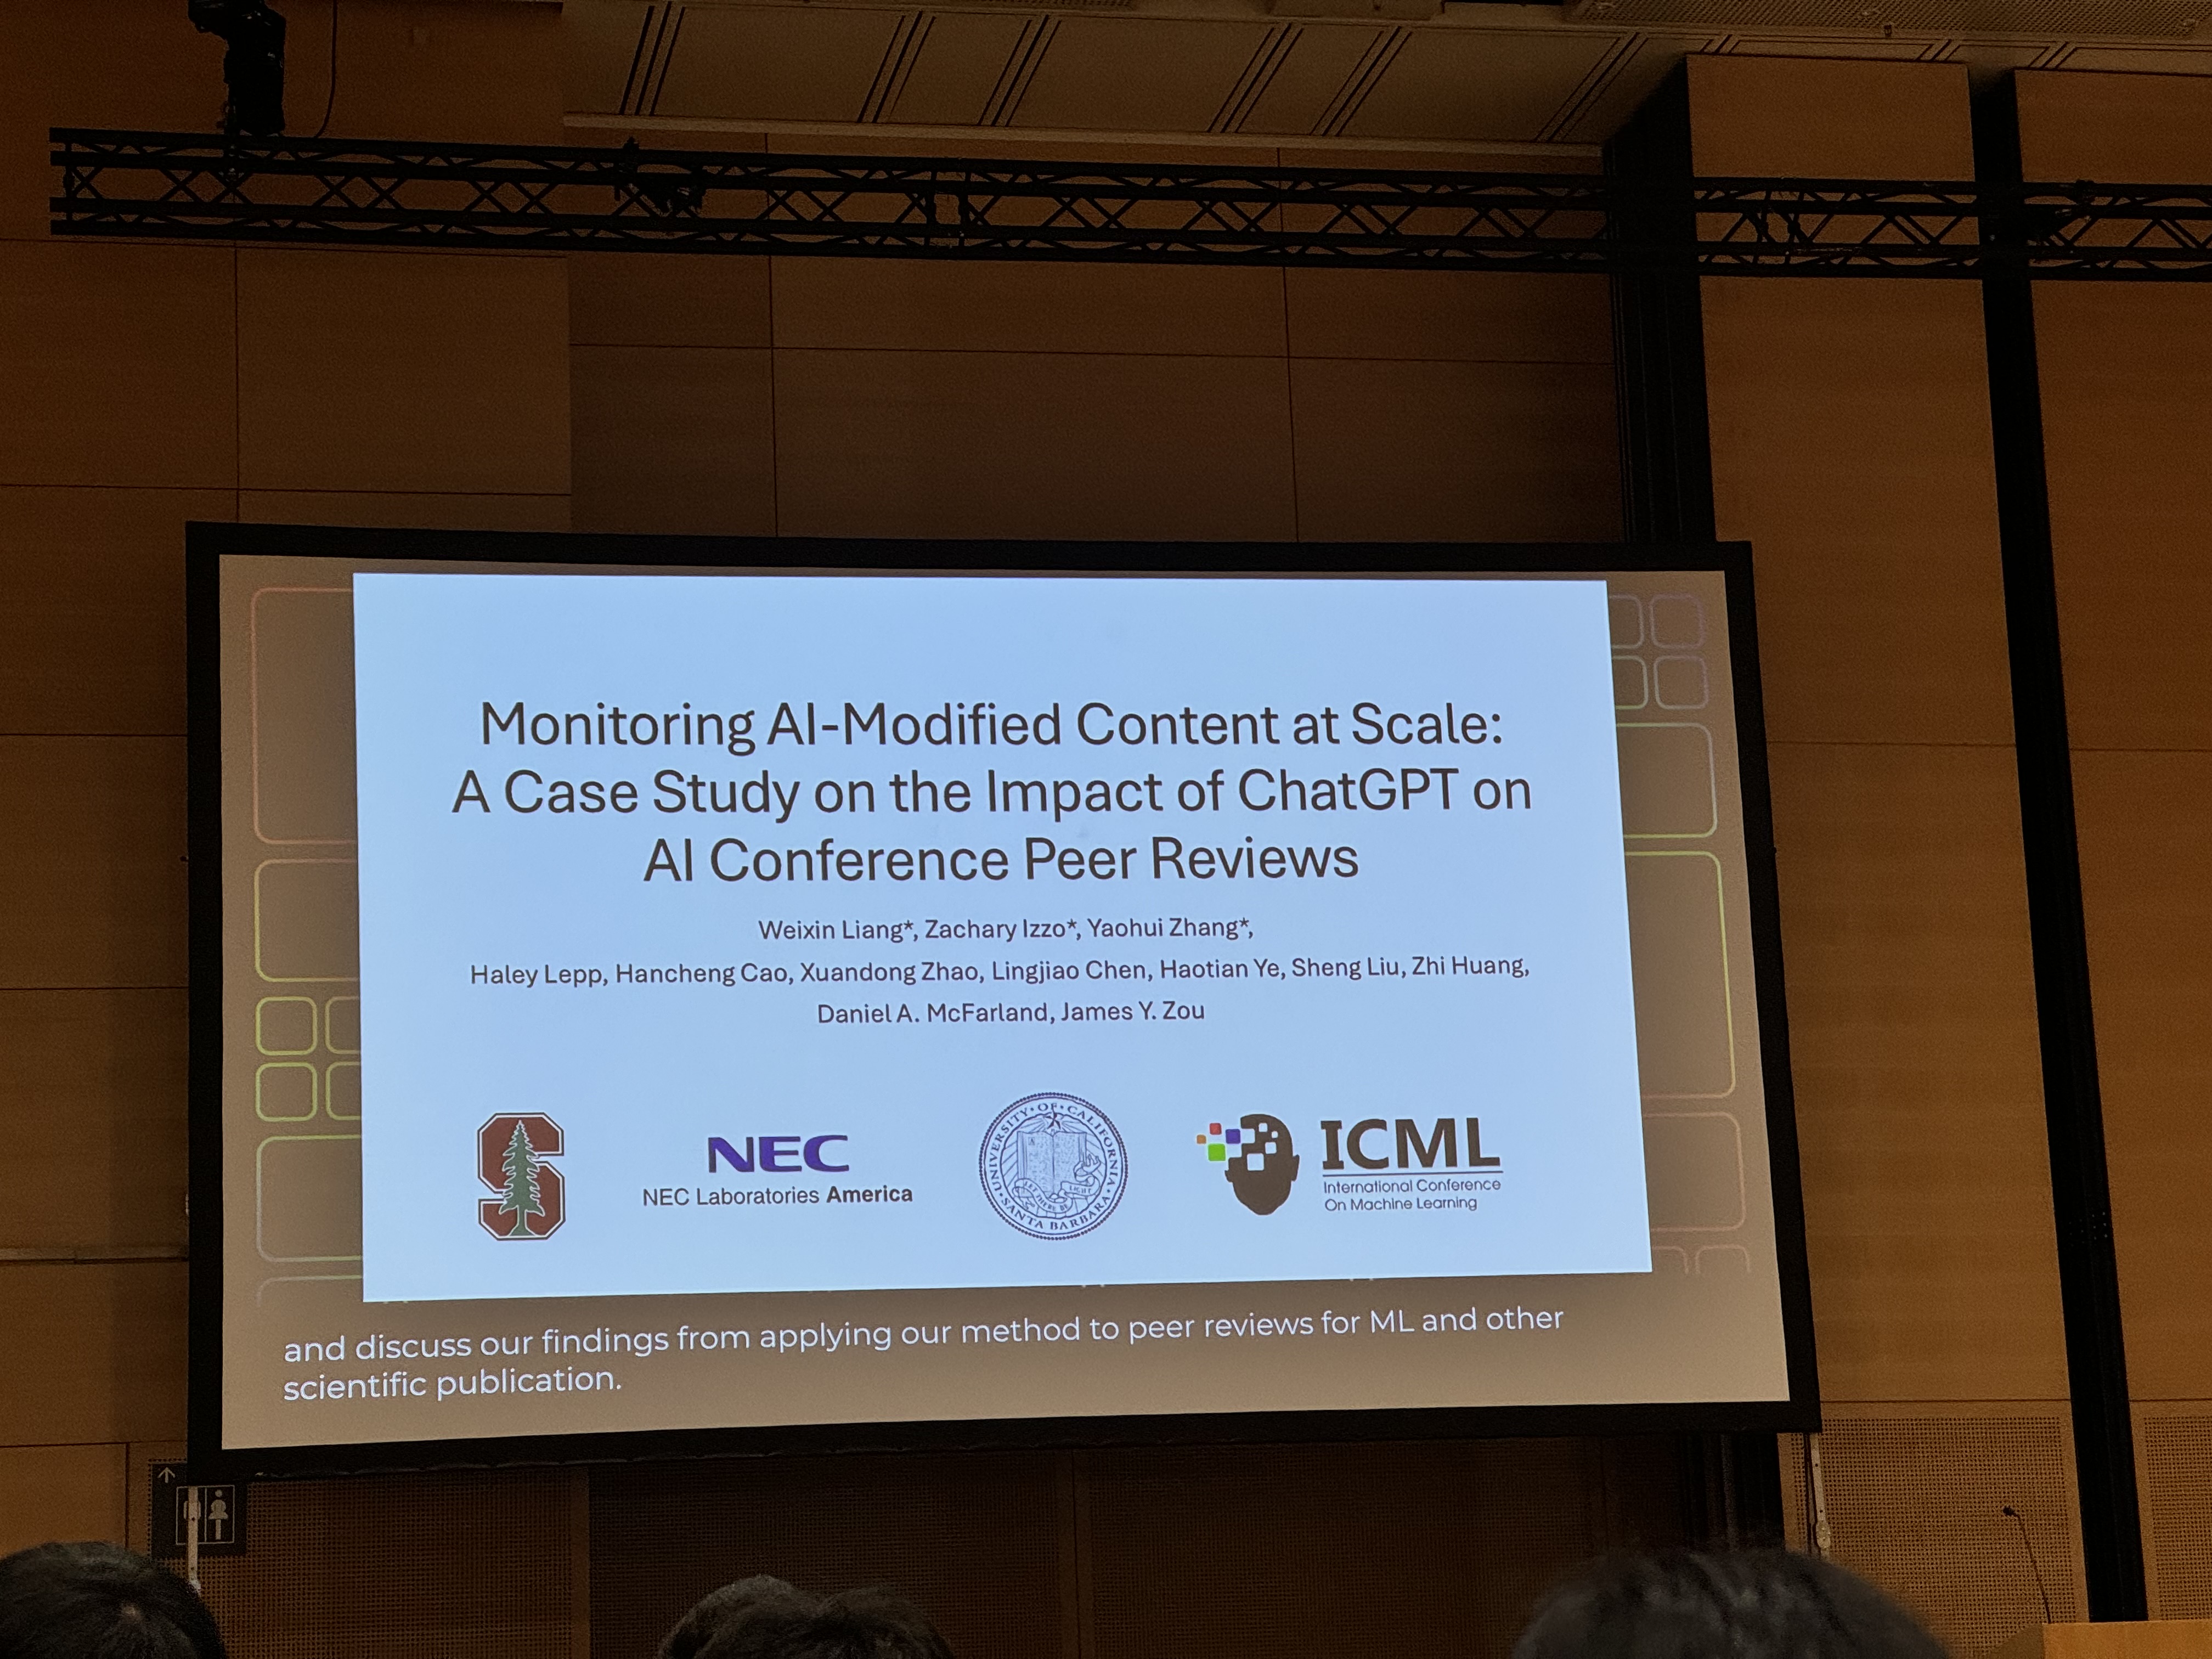 Monitoring AI-Modified Content at Scale:
A Case Study on the Impact of ChatGPT on
AI Conference Peer Reviews
Weixin Liang*, Zachary Izzo*, Yaohui Zhang*,
Haley Lepp, Hancheng Cao, Xuandong Zhao, Lingjiao Chen, Haotian Ye, Sheng Liu, Zhi Huang,
Daniel A. McFarland, James Y. Zou
S
NEC
NEC Laboratories America
UNIVERSITY · OF · CALIFORNIA · SANTA BARBARA ·
ICML
International Conference
On Machine Learning
and discuss our findings from applying our method to peer reviews for ML and other
scientific publication.